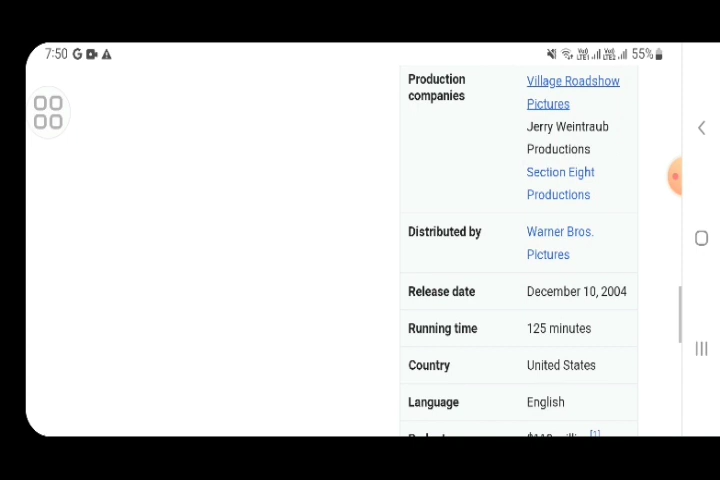 7:50 G 55%
Production companies
Village Roadshow Pictures
Jerry Weintraub Productions
Section Eight Productions
Distributed by
Warner Bros. Pictures
Release date
December 10, 2004
Running time
125 minutes
Country
United States
Language
English
[1]